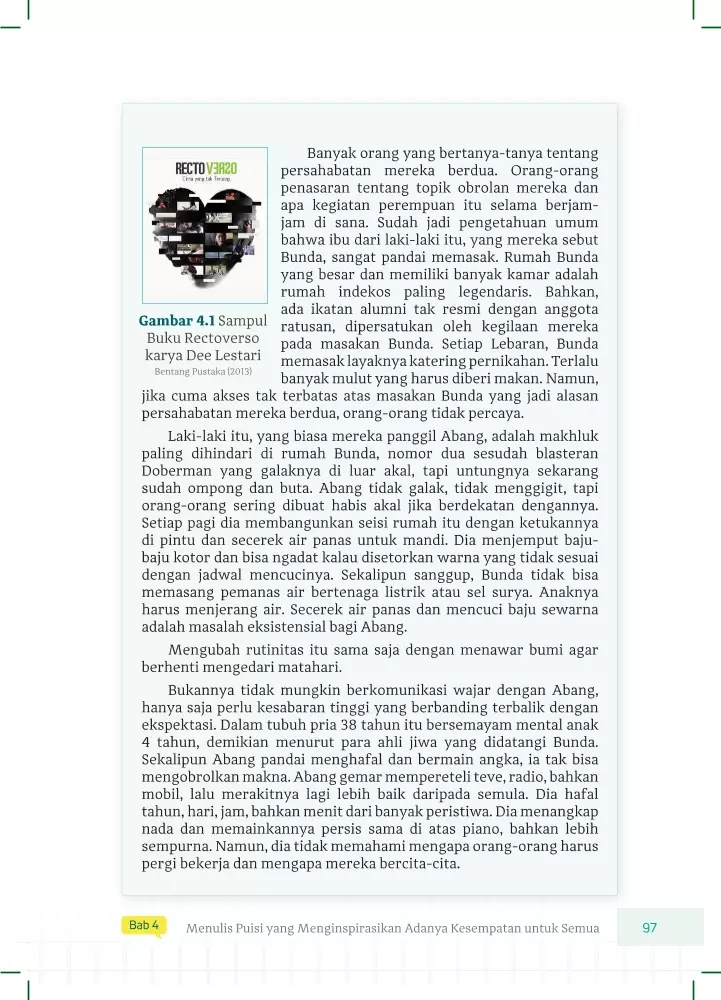 RECTO VERSO
Cinta yang tak Terucap
Gambar 4.1 Sampul
Buku Rectoverso
karya Dee Lestari
Bentang Pustaka (2013)
Banyak orang yang bertanya-tanya tentang
persahabatan mereka berdua. Orang-orang
penasaran tentang topik obrolan mereka dan
apa kegiatan perempuan itu selama berjam-
jam di sana. Sudah jadi pengetahuan umum
bahwa ibu dari laki-laki itu, yang mereka sebut
Bunda, sangat pandai memasak. Rumah Bunda
yang besar dan memiliki banyak kamar adalah
rumah indekos paling legendaris. Bahkan,
ada ikatan alumni tak resmi dengan anggota
ratusan, dipersatukan oleh kegilaan mereka
pada masakan Bunda. Setiap Lebaran, Bunda
memasak layaknya katering pernikahan. Terlalu
banyak mulut yang harus diberi makan. Namun,
jika cuma akses tak terbatas atas masakan Bunda yang jadi alasan
persahabatan mereka berdua, orang-orang tidak percaya.
Laki-laki itu, yang biasa mereka panggil Abang, adalah makhluk
paling dihindari di rumah Bunda, nomor dua sesudah blasteran
Doberman yang galaknya di luar akal, tapi untungnya sekarang
sudah ompong dan buta. Abang tidak galak, tidak menggigit, tapi
orang-orang sering dibuat habis akal jika berdekatan dengannya.
Setiap pagi dia membangunkan seisi rumah itu dengan ketukannya
di pintu dan secerek air panas untuk mandi. Dia menjemput baju-
baju kotor dan bisa ngadat kalau disetorkan warna yang tidak sesuai
dengan jadwal mencucinya. Sekalipun sanggup, Bunda tidak bisa
memasang pemanas air bertenaga listrik atau sel surya. Anaknya
harus menjerang air. Secerek air panas dan mencuci baju sewarna
adalah masalah eksistensial bagi Abang.
Mengubah rutinitas itu sama saja dengan menawar bumi agar
berhenti mengedari matahari.
Bukannya tidak mungkin berkomunikasi wajar dengan Abang,
hanya saja perlu kesabaran tinggi yang berbanding terbalik dengan
ekspektasi. Dalam tubuh pria 38 tahun itu bersemayam mental anak
4 tahun, demikian menurut para ahli jiwa yang didatangi Bunda.
Sekalipun Abang pandai menghafal dan bermain angka, ia tak bisa
mengobrolkan makna. Abang gemar mempereteli teve, radio, bahkan
mobil, lalu merakitnya lagi lebih baik daripada semula. Dia hafal
tahun, hari, jam, bahkan menit dari banyak peristiwa. Dia menangkap
nada dan memainkannya persis sama di atas piano, bahkan lebih
sempurna. Namun, dia tidak memahami mengapa orang-orang harus
pergi bekerja dan mengapa mereka bercita-cita.
Bab 4 Menulis Puisi yang Menginspirasikan Adanya Kesempatan untuk Semua 97